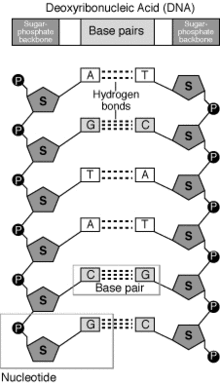 Deoxyribonucleic Acid (DNA)
Sugar-
phosphate
backbone
Base pairs
Sugar-
phosphate
backbone
P
A T
S S
Hydrogen
bonds
P P
G C
S S
P P
T A
S S
P P
A T
S S
P P
C G
Base pair
S S
P P
G C
S S
P
Nucleotide